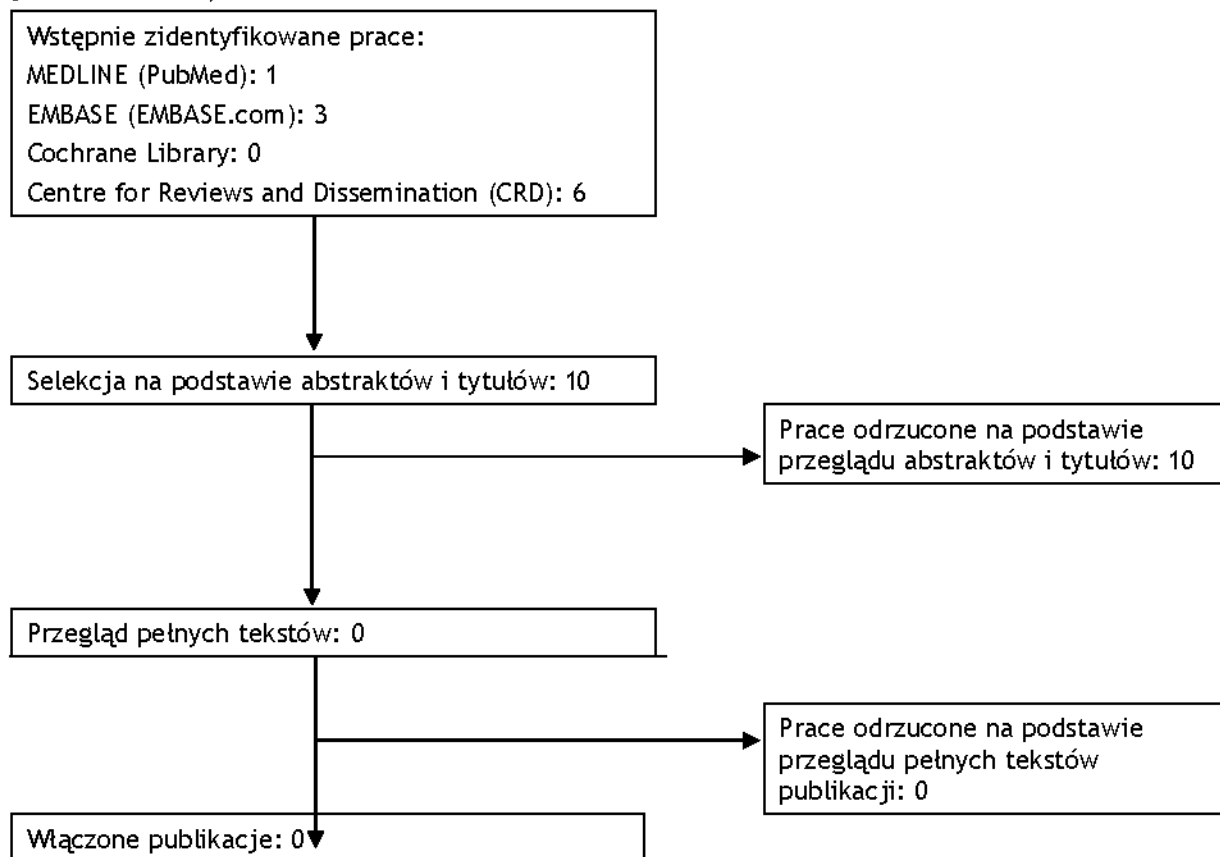 Wstępnie zidentyfikowane prace:
MEDLINE (PubMed): 1
EMBASE (EMBASE.com): 3
Cochrane Library: 0
Centre for Reviews and Dissemination (CRD): 6
Selekcja na podstawie abstraktów i tytułów: 10
Prace odrzucone na podstawie
przeglądu abstraktów i tytułów: 10
Przegląd pełnych tekstów: 0
Prace odrzucone na podstawie
przeglądu pełnych tekstów
publikacji: 0
Włączone publikacje: 0